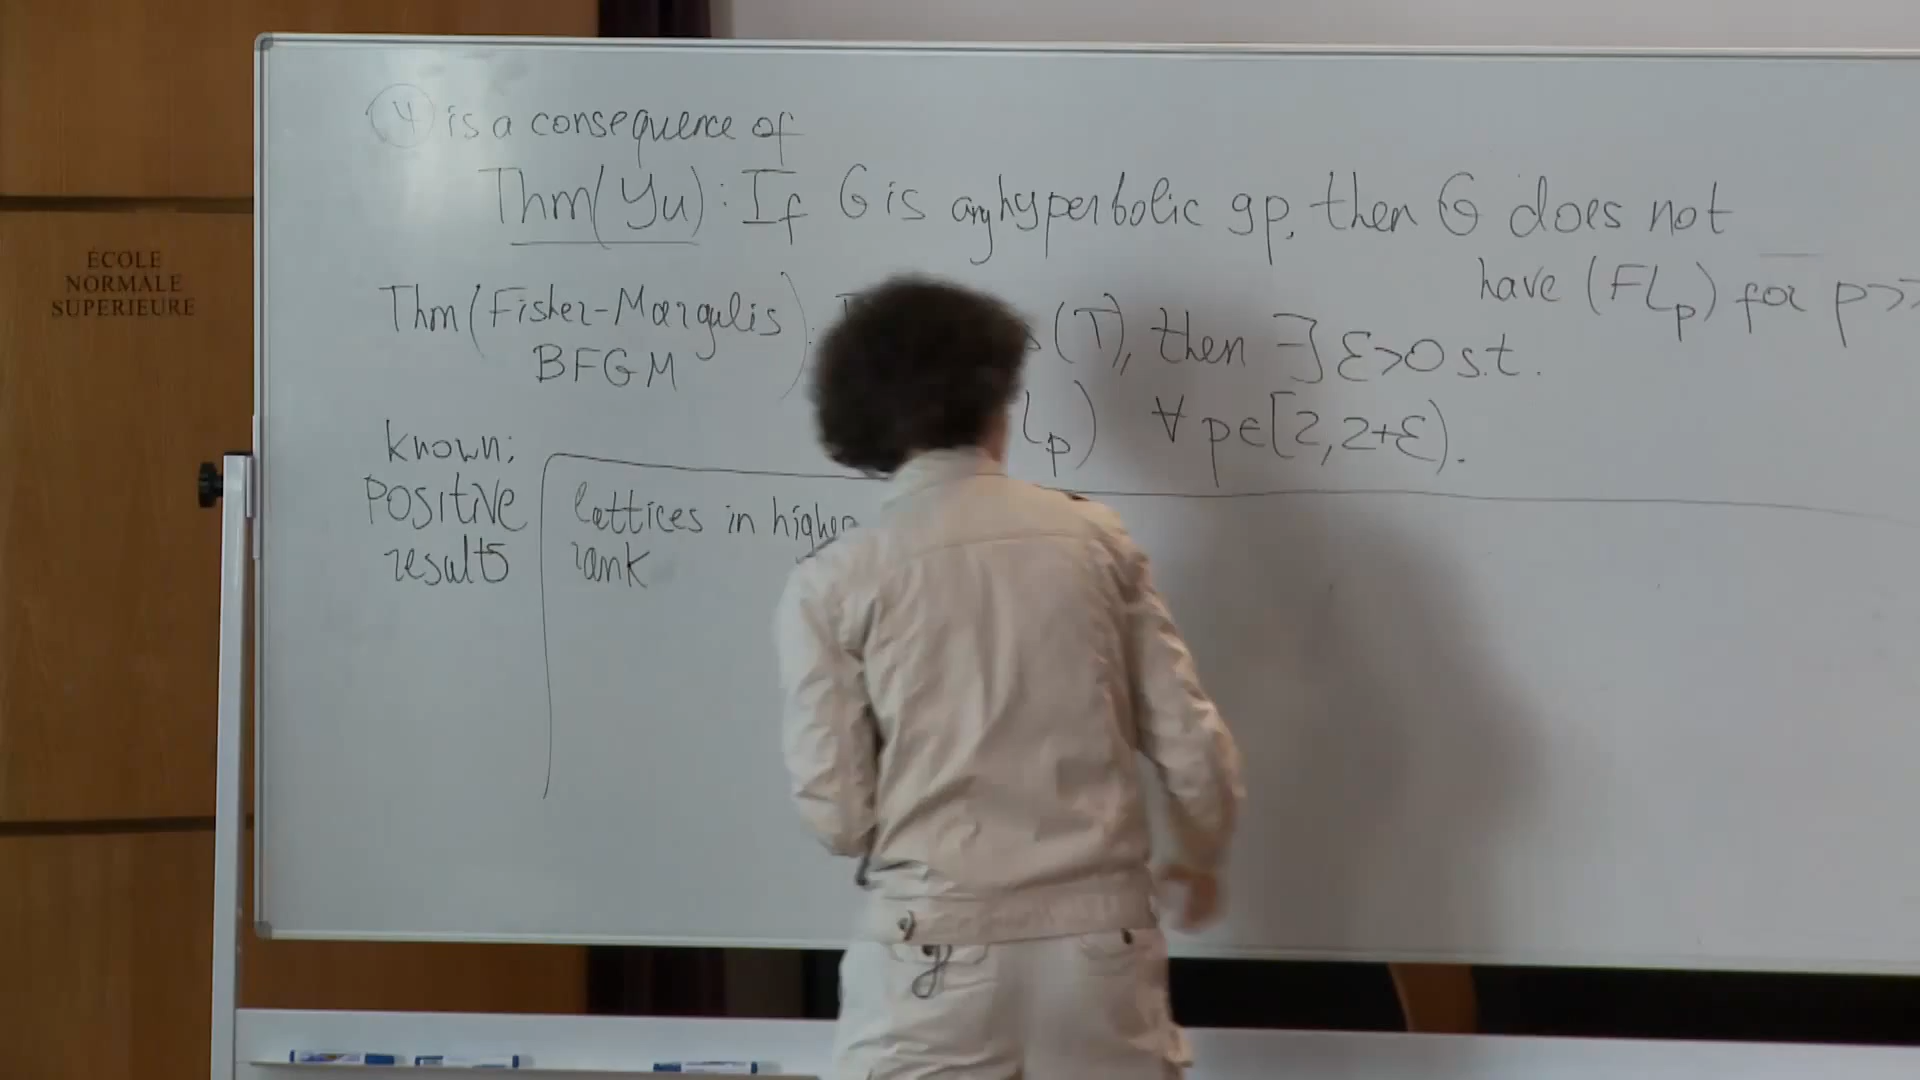 ÉCOLE
NORMALE
SUPERIEURE
④ is a consequence of
Thm (Yu): If G is any hyperbolic gp, then G does not
have (FLp) for p>>
Thm (Fisher-Margulis): (T), then ∃ ε>0 s.t.
BFGM
Lp) ∀ p∈[2,2+ε).
known:
positive
results
lattices in higher
rank